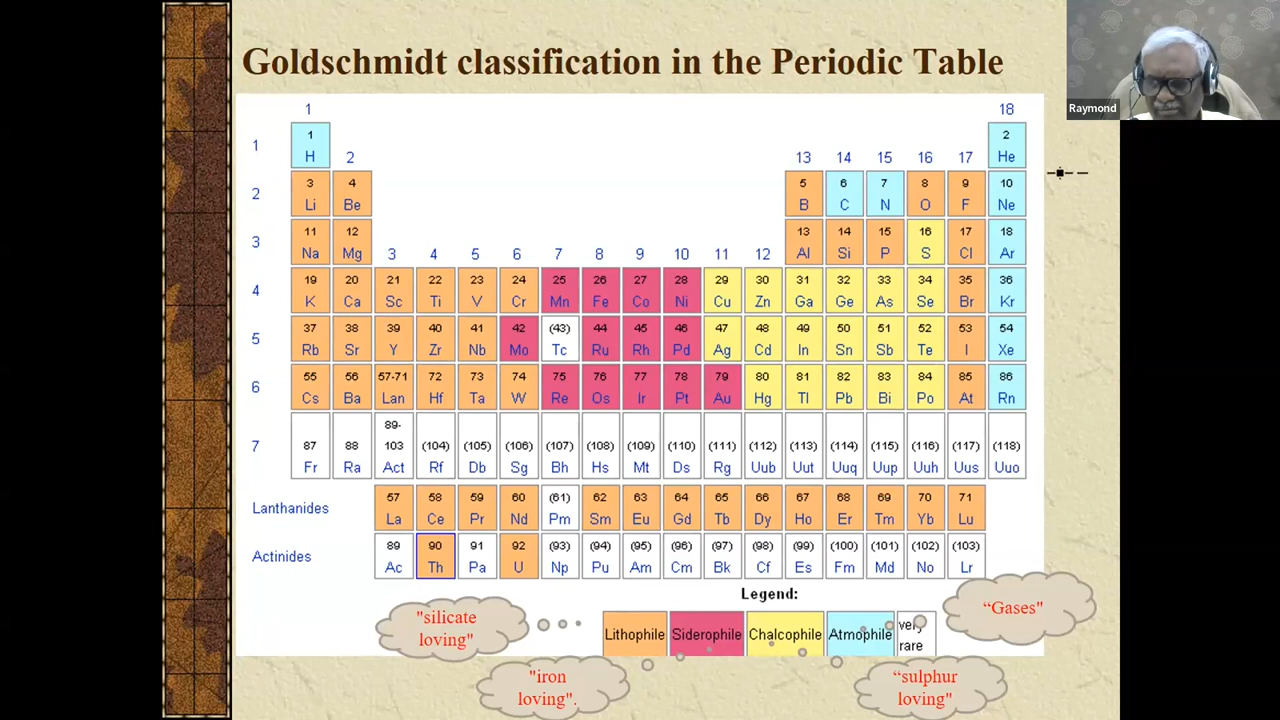 Goldschmidt classification in the Periodic Table
Raymond
1 18
1 1 2
H He
2 13 14 15 16 17
2 3 4 5 6 7 8 9 10
Li Be B C N O F Ne
3 11 12 13 14 15 16 17 18
Na Mg Al Si P S Cl Ar
3 4 5 6 7 8 9 10 11 12
4 19 20 21 22 23 24 25 26 27 28 29 30 31 32 33 34 35 36
K Ca Sc Ti V Cr Mn Fe Co Ni Cu Zn Ga Ge As Se Br Kr
5 37 38 39 40 41 42 (43) 44 45 46 47 48 49 50 51 52 53 54
Rb Sr Y Zr Nb Mo Tc Ru Rh Pd Ag Cd In Sn Sb Te I Xe
6 55 56 57-71 72 73 74 75 76 77 78 79 80 81 82 83 84 85 86
Cs Ba Lan Hf Ta W Re Os Ir Pt Au Hg Tl Pb Bi Po At Rn
89-
7 87 88 103 (104) (105) (106) (107) (108) (109) (110) (111) (112) (113) (114) (115) (116) (117) (118)
Fr Ra Act Rf Db Sg Bh Hs Mt Ds Rg Uub Uut Uuq Uup Uuh Uus Uuo
Lanthanides 57 58 59 60 (61) 62 63 64 65 66 67 68 69 70 71
La Ce Pr Nd Pm Sm Eu Gd Tb Dy Ho Er Tm Yb Lu
Actinides 89 90 91 92 (93) (94) (95) (96) (97) (98) (99) (100) (101) (102) (103)
Ac Th Pa U Np Pu Am Cm Bk Cf Es Fm Md No Lr
Legend:
"silicate
loving"
Lithophile Siderophile Chalcophile Atmophile very
rare
“Gases"
"iron
loving".
“sulphur
loving"